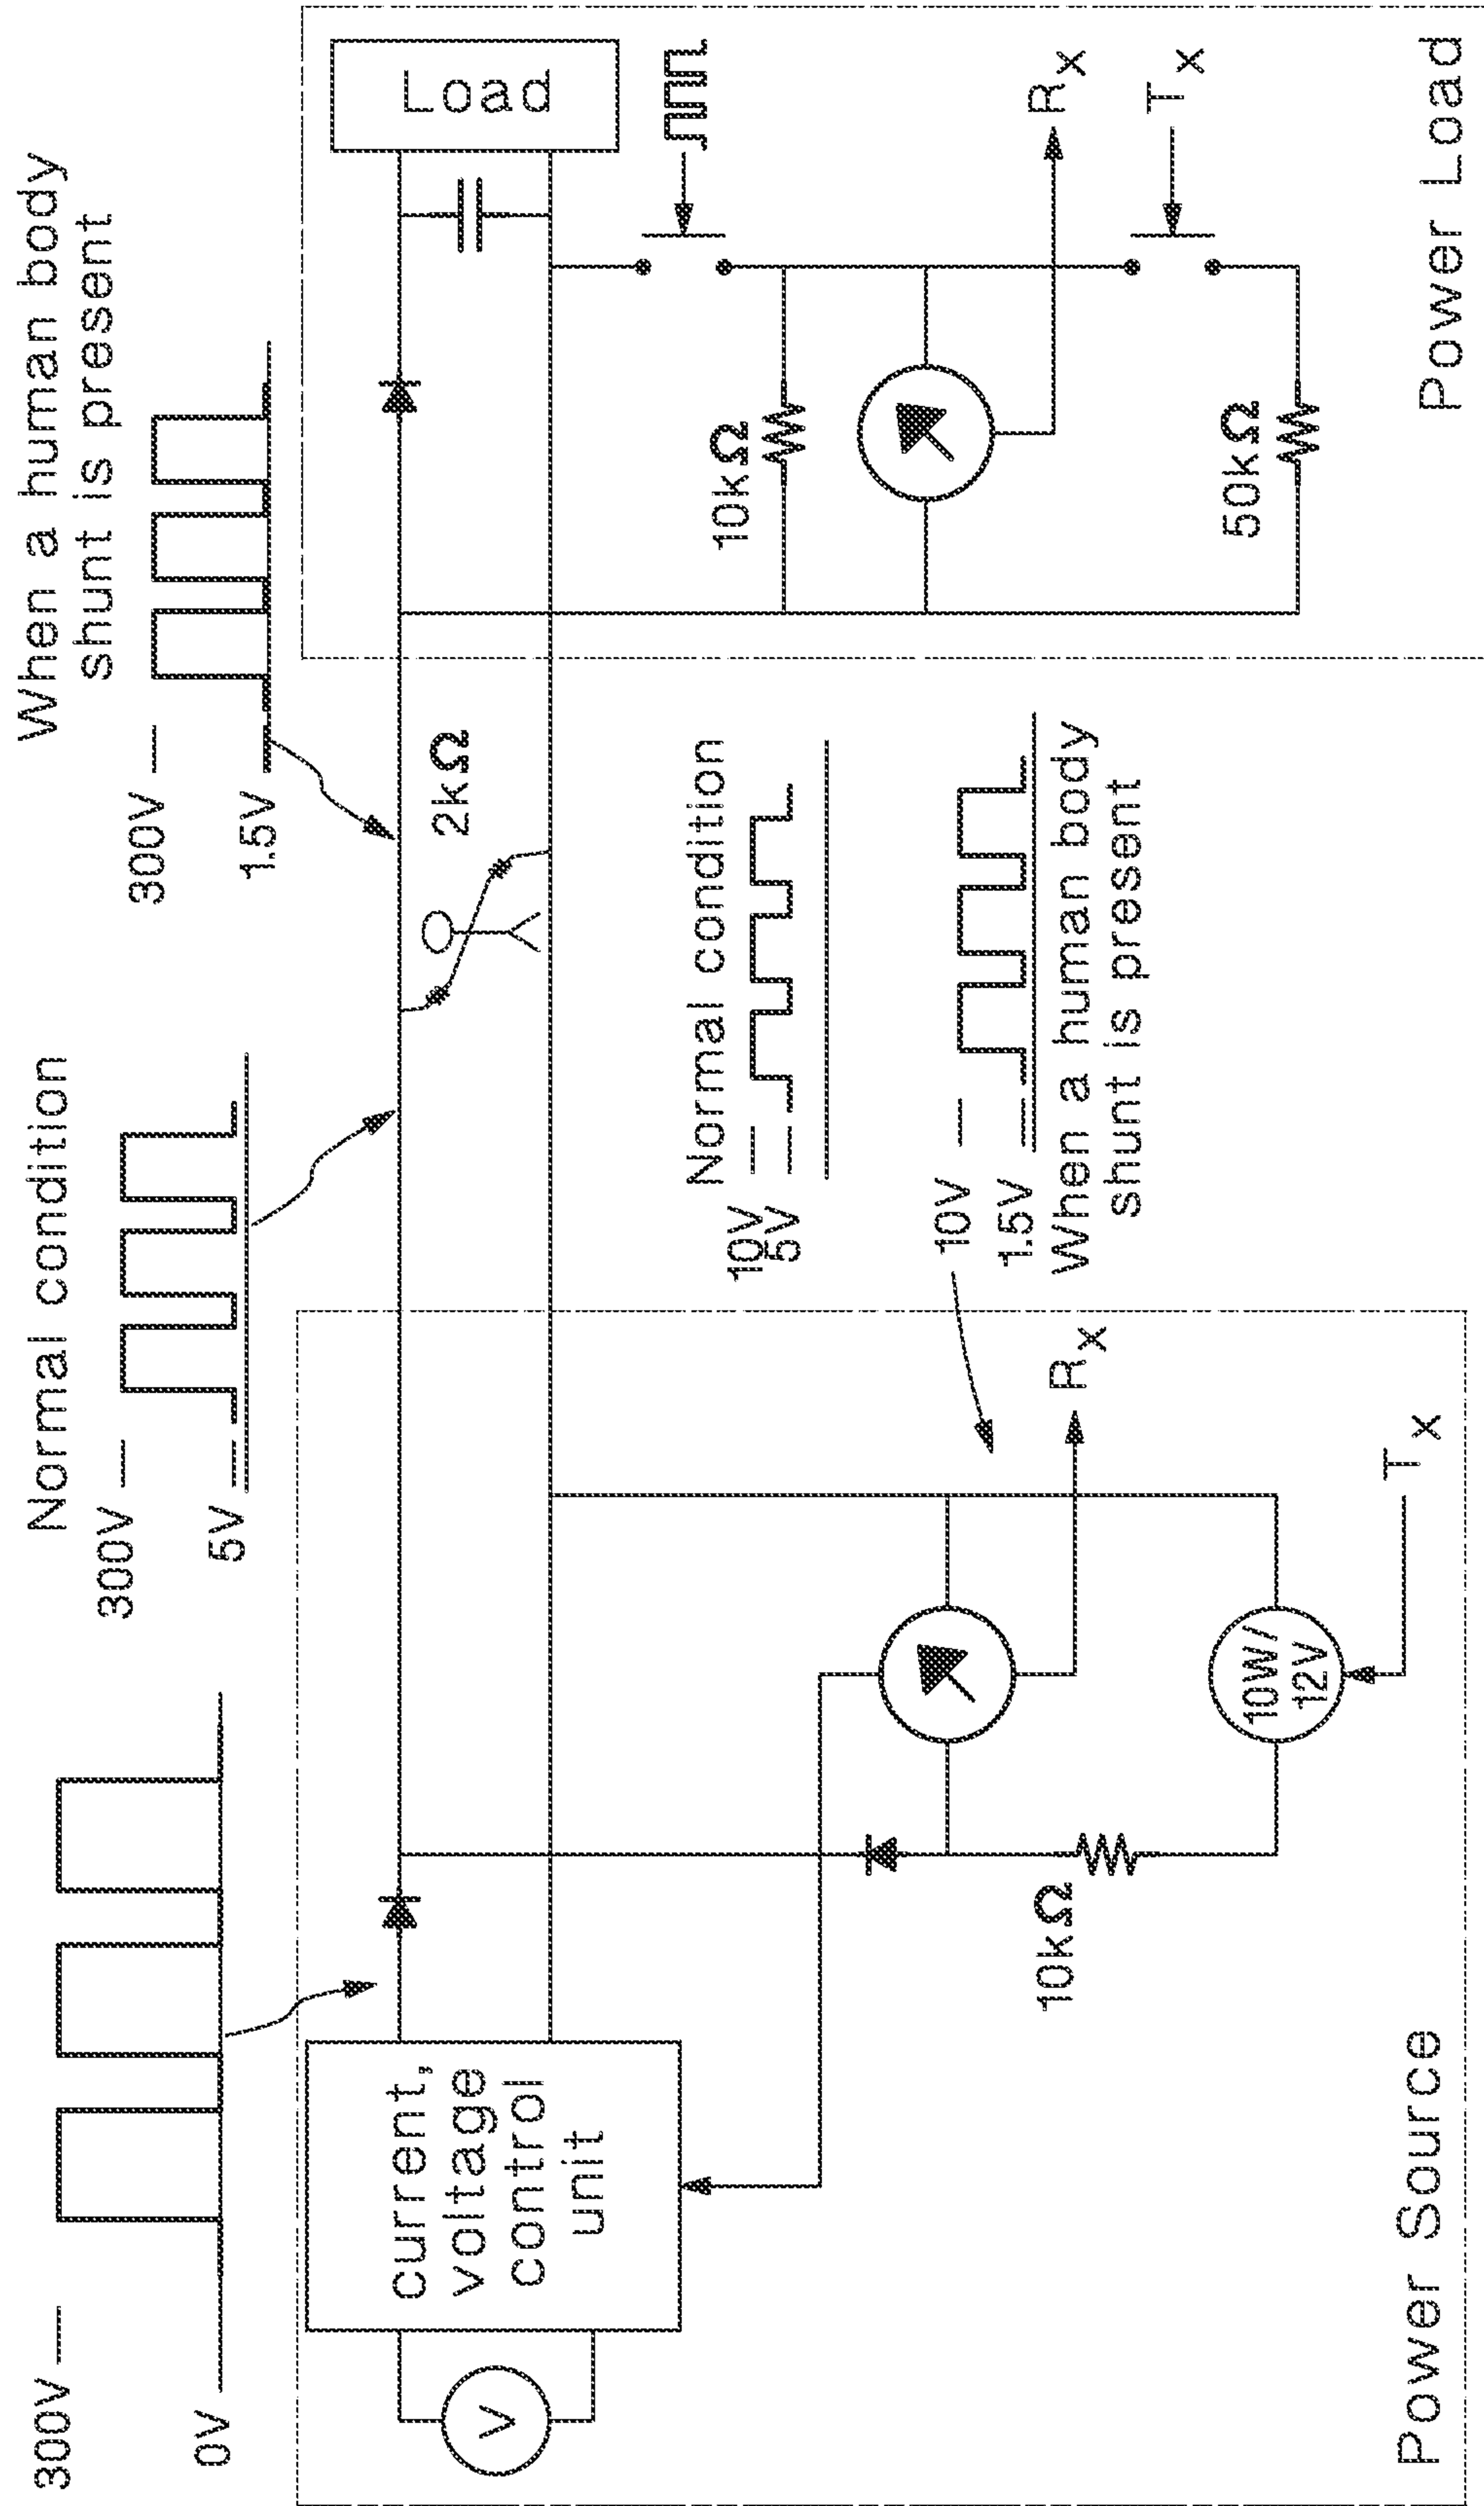 300V
0V
Normal condition
300V
5V
When a human body
shunt is present
300V
1.5V
current,
voltage
control
unit
V
2kΩ
Load
Normal condition
10V
5V
10V
1.5V
When a human body
shunt is present
10kΩ
Rx
10W/
12V
Tx
Power Source
10kΩ
Rx
Tx
50kΩ
Power Load